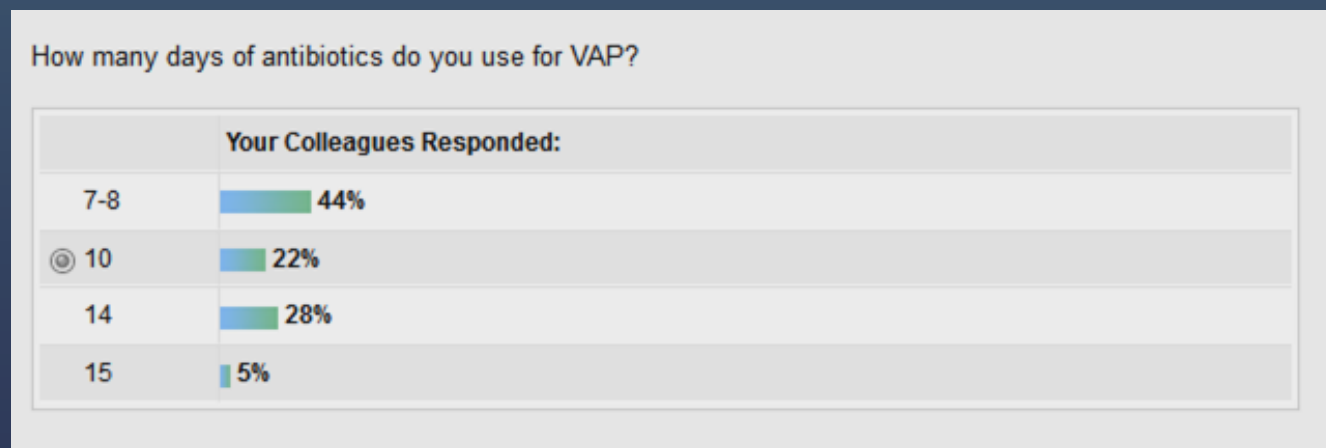 How many days of antibiotics do you use for VAP?
Your Colleagues Responded:
7-8 44%
10 22%
14 28%
15 5%